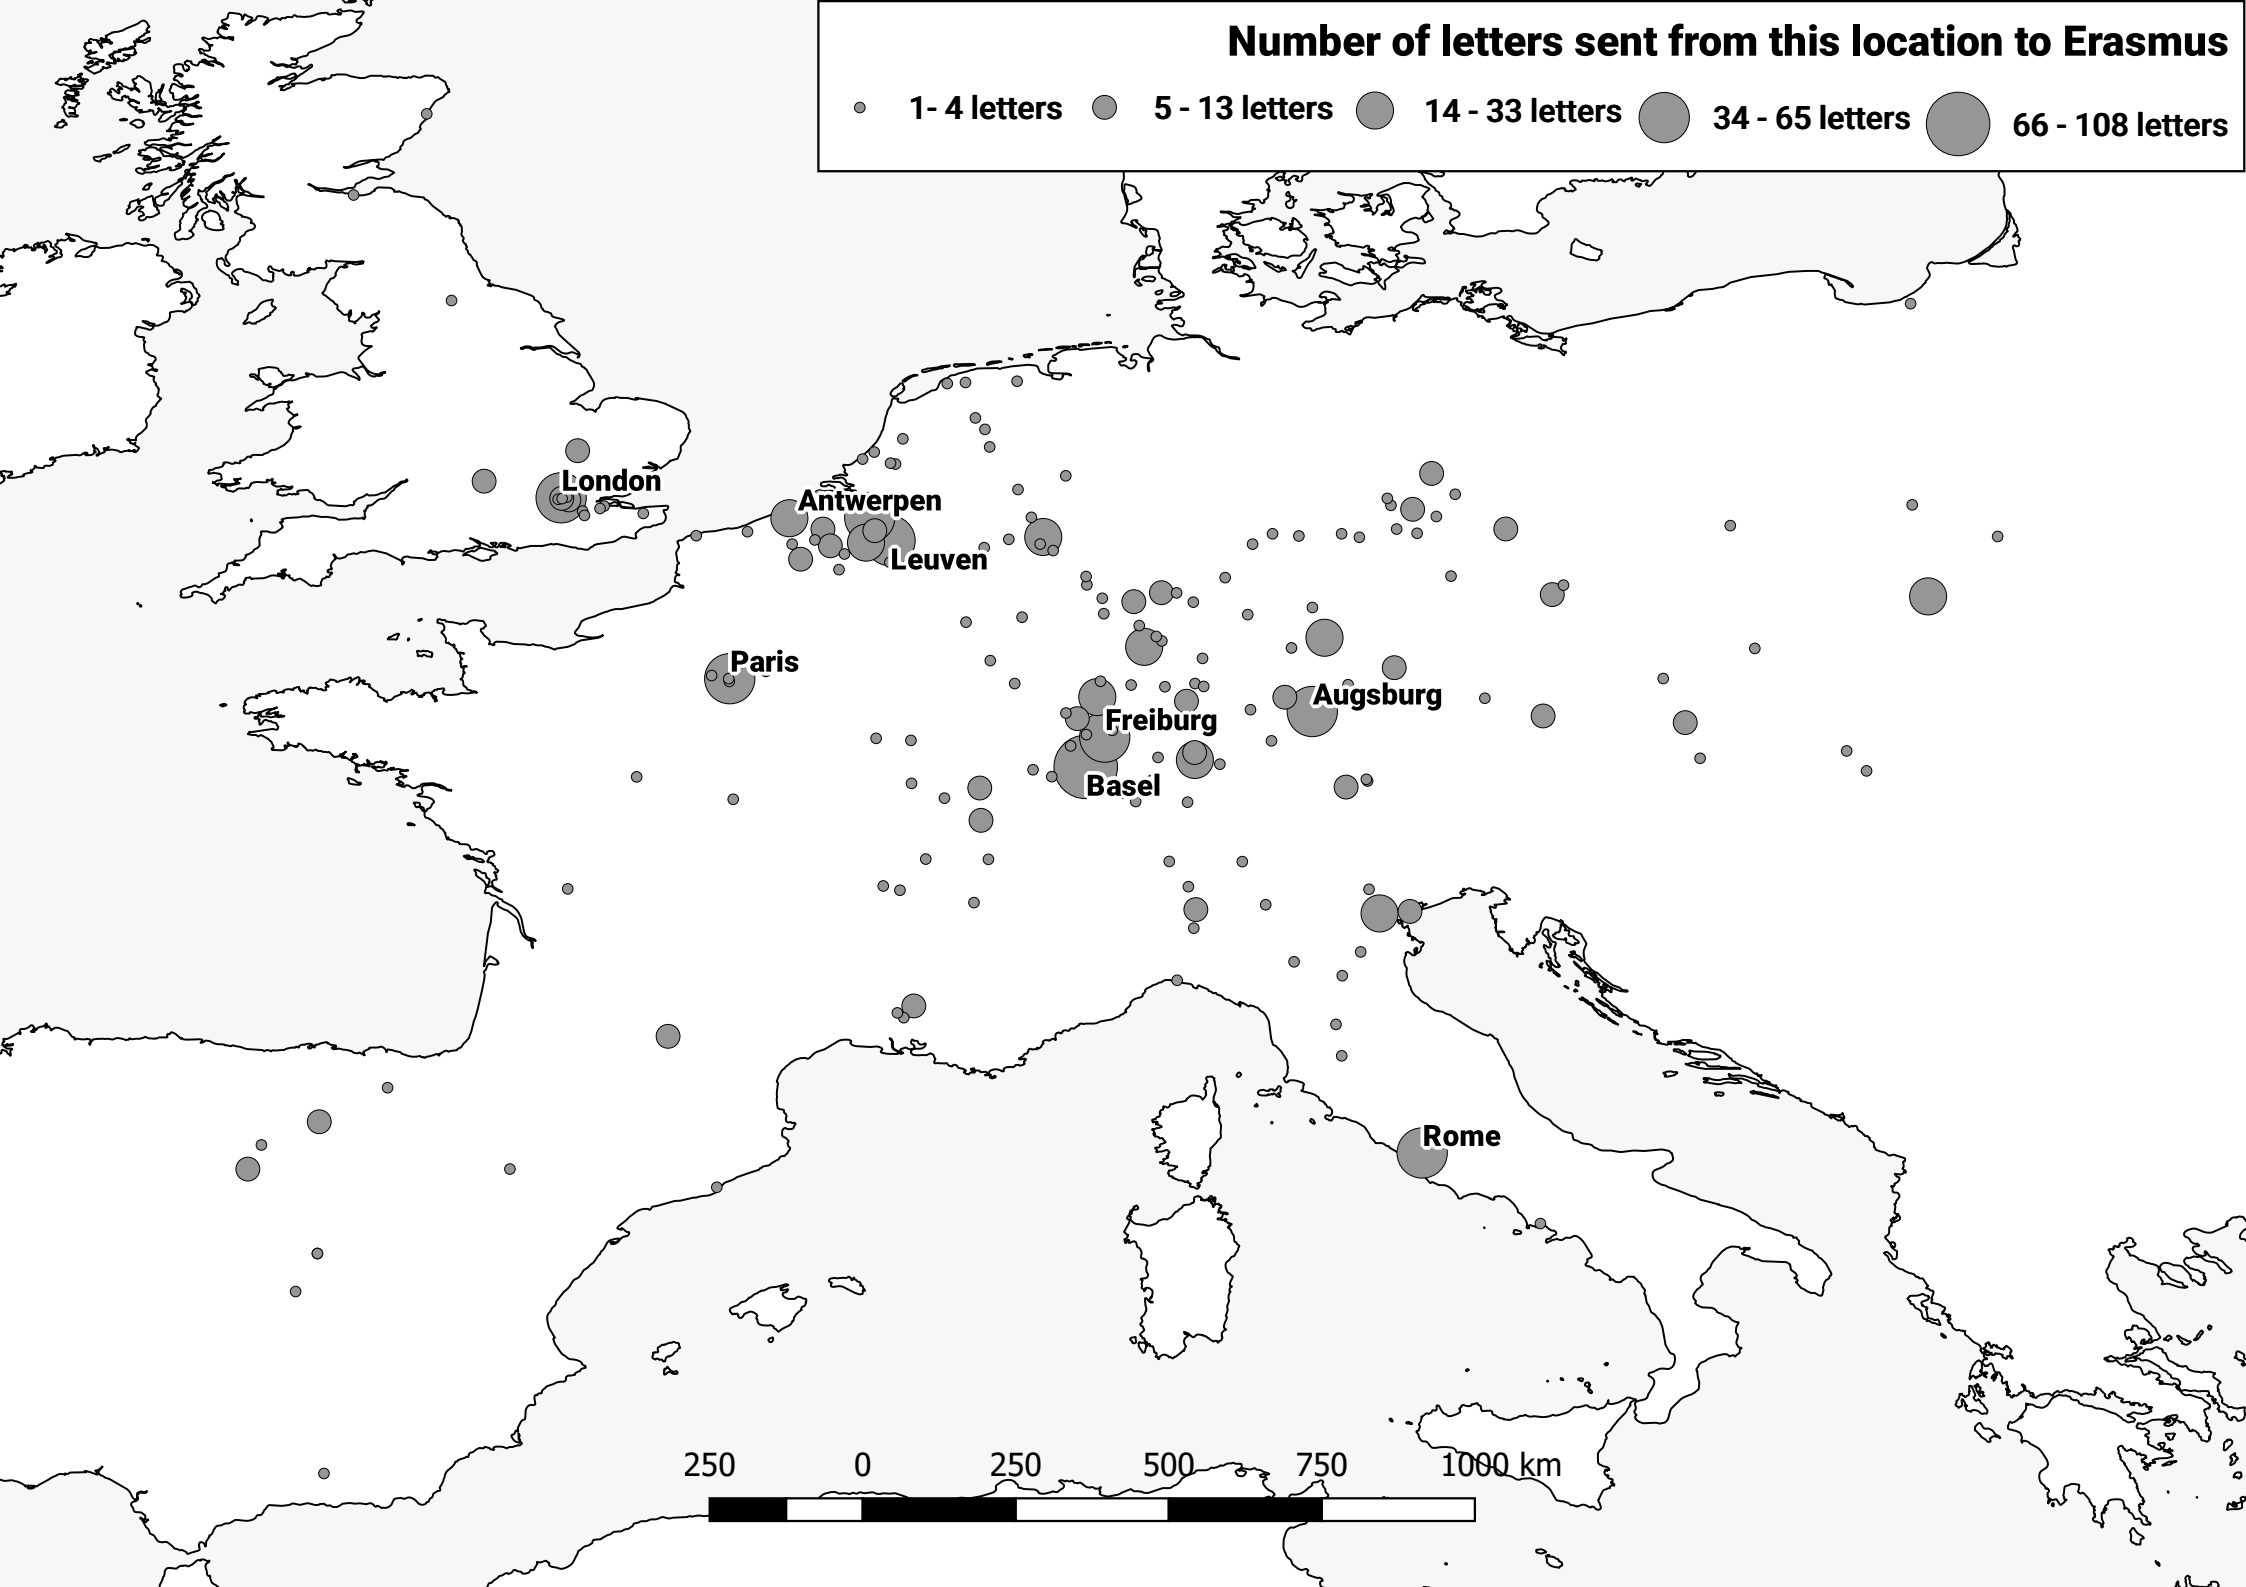 Number of letters sent from this location to Erasmus
1- 4 letters 5 - 13 letters 14 - 33 letters 34 - 65 letters 66 - 108 letters
London
Antwerpen
Leuven
Paris
Augsburg
Freiburg
Basel
Rome
250 0 250 500 750 1000 km